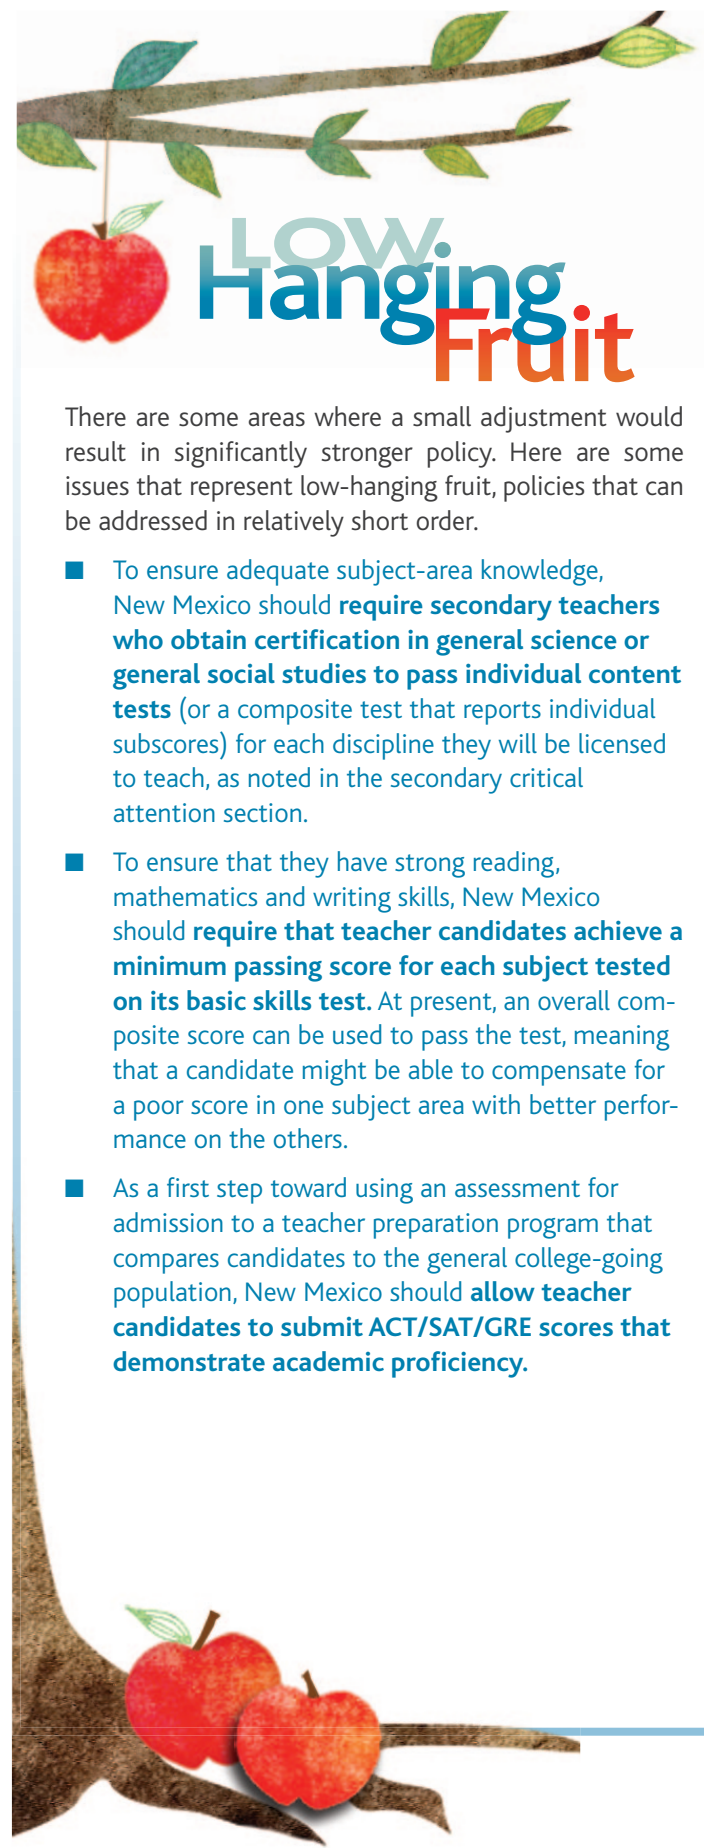 LOW
Hanging
Fruit
There are some areas where a small adjustment would
result in significantly stronger policy. Here are some
issues that represent low-hanging fruit, policies that can
be addressed in relatively short order.
■ To ensure adequate subject-area knowledge,
New Mexico should require secondary teachers
who obtain certification in general science or
general social studies to pass individual content
tests (or a composite test that reports individual
subscores) for each discipline they will be licensed
to teach, as noted in the secondary critical
attention section.
■ To ensure that they have strong reading,
mathematics and writing skills, New Mexico
should require that teacher candidates achieve a
minimum passing score for each subject tested
on its basic skills test. At present, an overall com-
posite score can be used to pass the test, meaning
that a candidate might be able to compensate for
a poor score in one subject area with better perfor-
mance on the others.
■ As a first step toward using an assessment for
admission to a teacher preparation program that
compares candidates to the general college-going
population, New Mexico should allow teacher
candidates to submit ACT/SAT/GRE scores that
demonstrate academic proficiency.